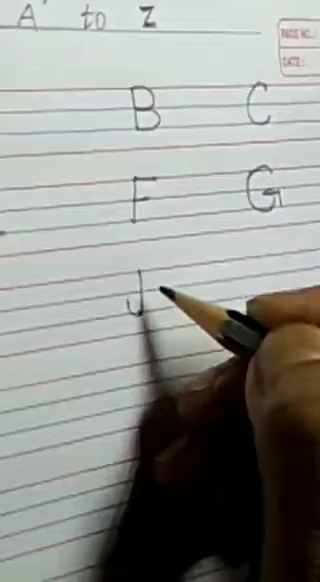 A to Z
PAGE NO.:
DATE:
B C
F G
J